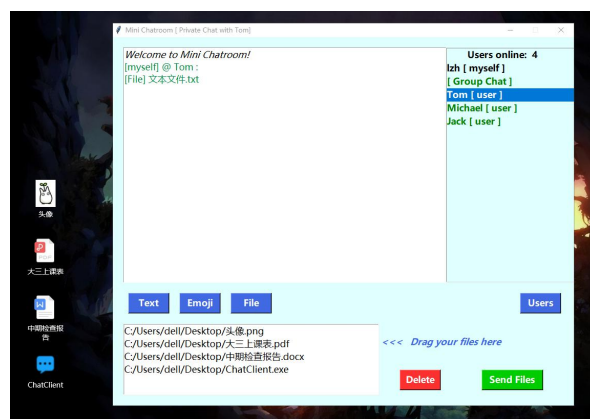 Mini Chatroom [ Private Chat with Tom]
Welcome to Mini Chatroom!
[myself] @ Tom :
[File] 文本文件.txt
Users online: 4
lzh [ myself ]
[ Group Chat ]
Tom [ user ]
Michael [ user ]
Jack [ user ]
头像
大三上课表
中期检查报
告
ChatClient
Text
Emoji
File
Users
C:/Users/dell/Desktop/头像.png
C:/Users/dell/Desktop/大三上课表.pdf
C:/Users/dell/Desktop/中期检查报告.docx
C:/Users/dell/Desktop/ChatClient.exe
<<< Drag your files here
Delete
Send Files